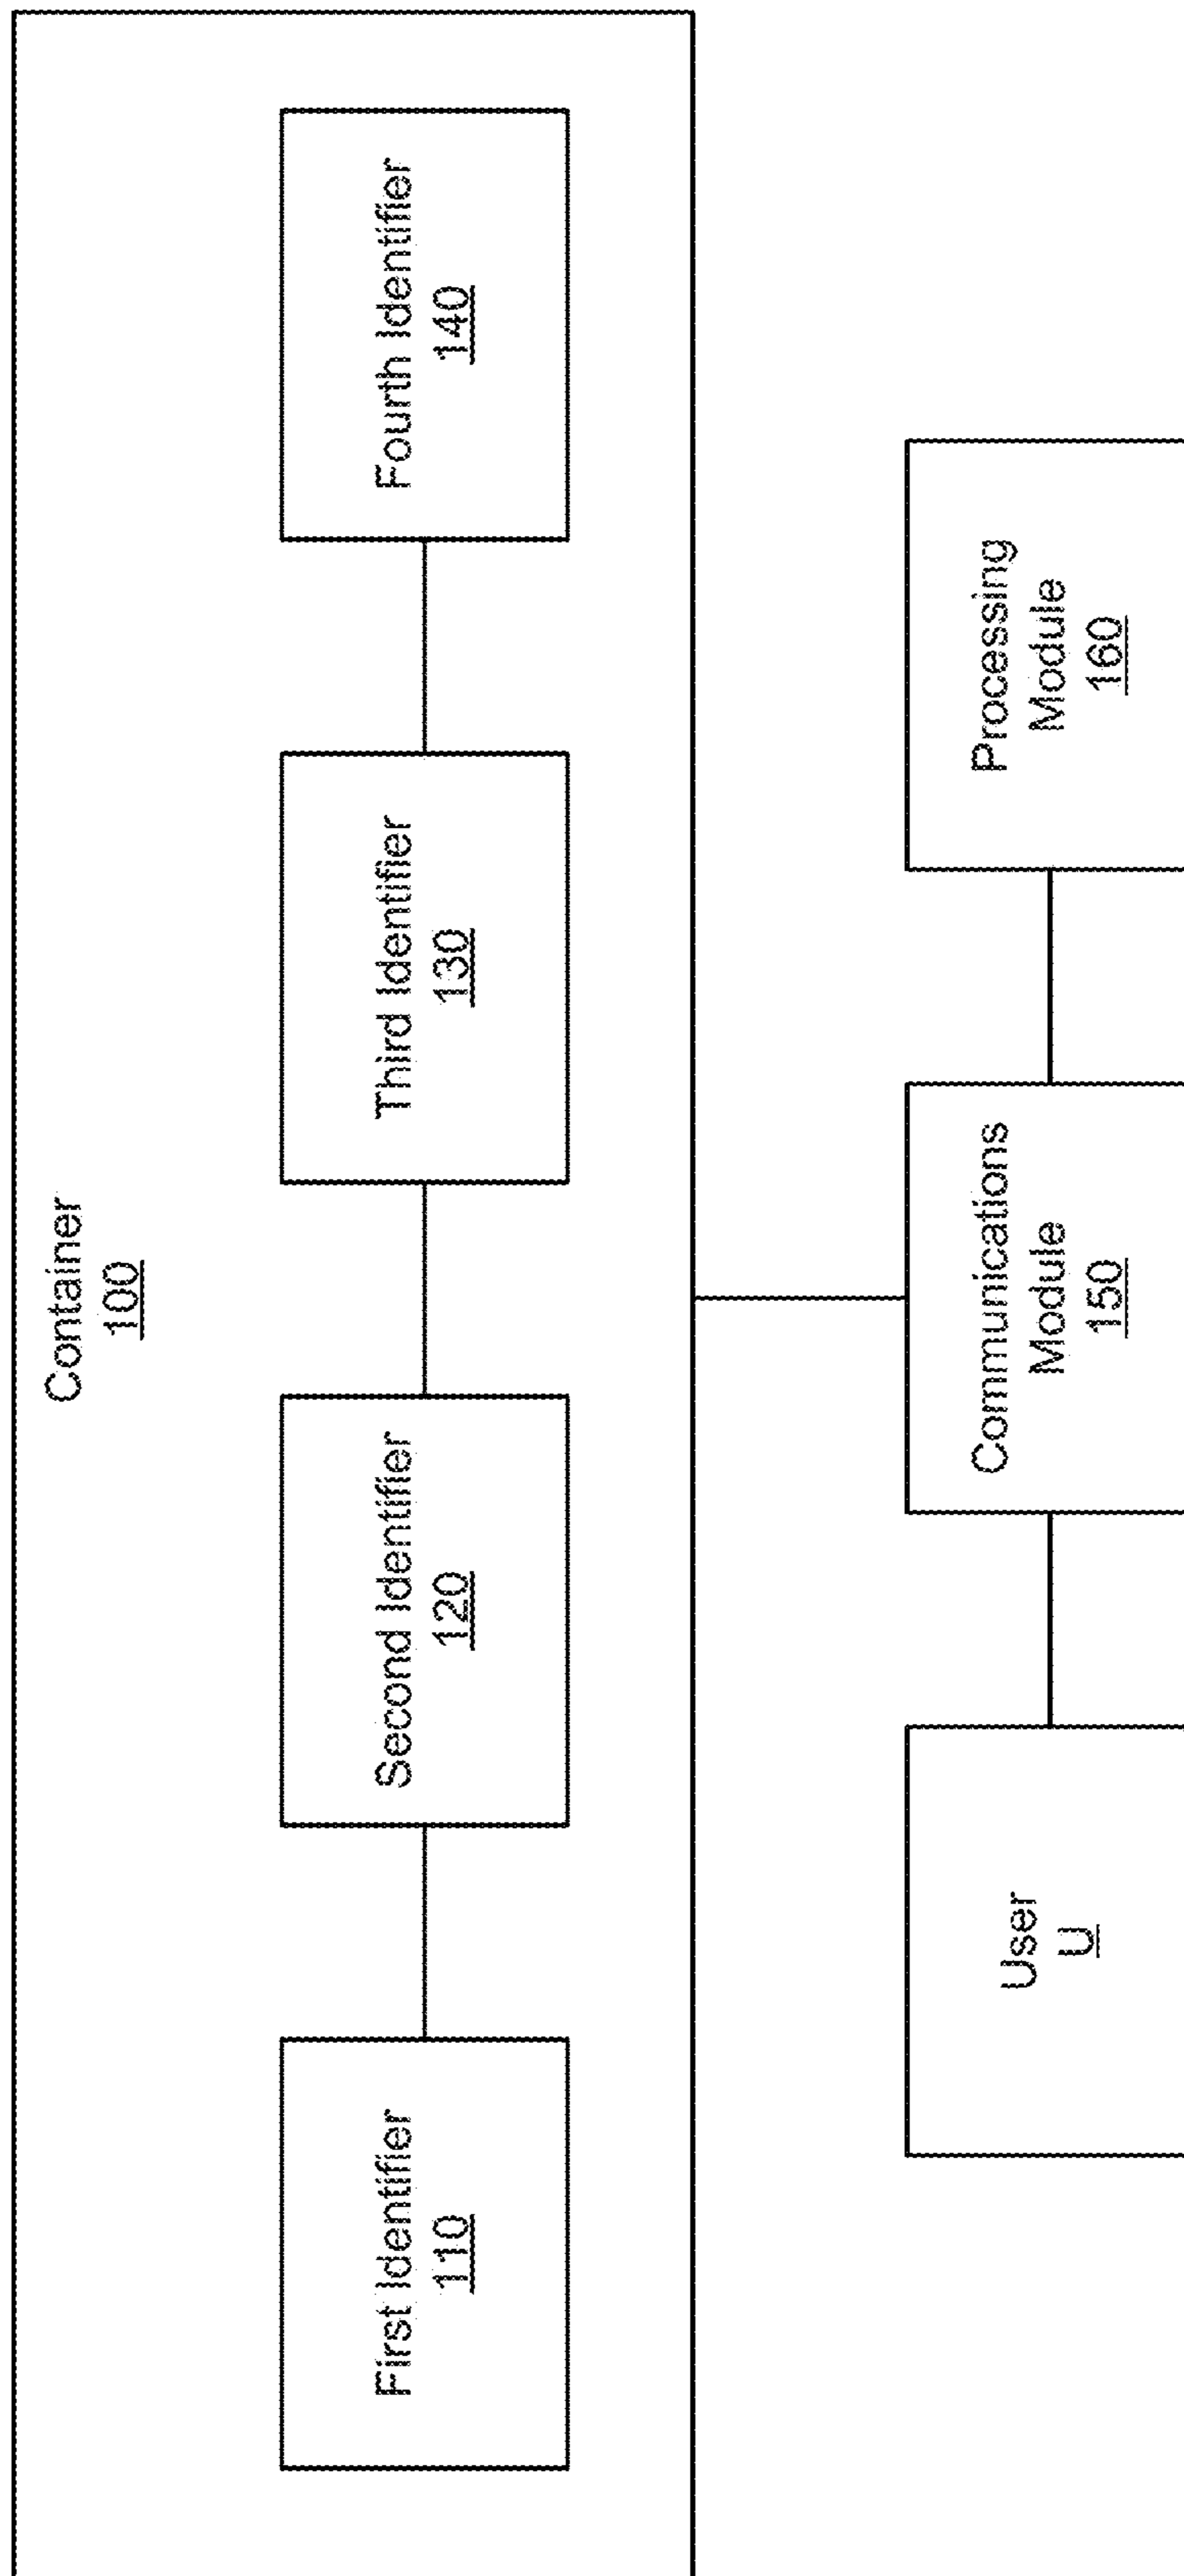 Container
100
First Identifier
110
Second Identifier
120
Third Identifier
130
Fourth Identifier
140
User
U
Communications
Module
150
Processing
Module
160